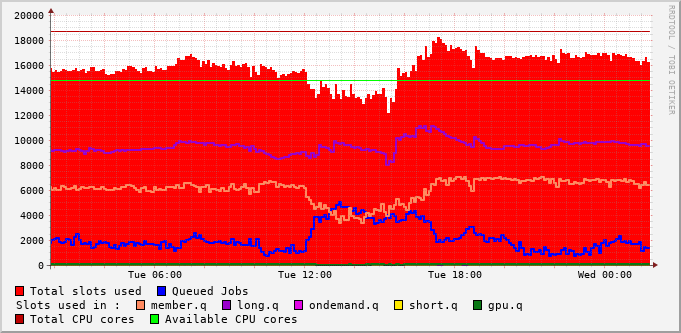 20000
18000
16000
14000
12000
10000
8000
6000
4000
2000
0
Tue 06:00 Tue 12:00 Tue 18:00 Wed 00:00
RRDTOOL / TOBI OETIKER
Total slots used Queued Jobs
Slots used in : member.q long.q ondemand.q short.q gpu.q
Total CPU cores Available CPU cores